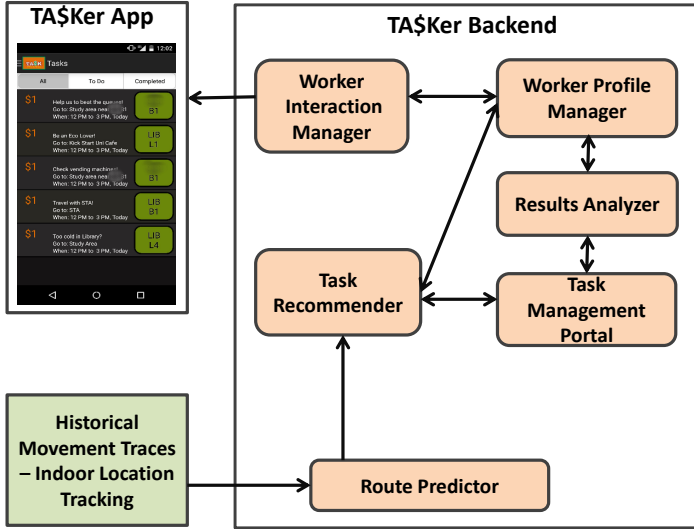 TA$Ker App
12:02
TA$K Tasks
All To Do Completed
$1
Help us to beat the queues!
Go to: Study area near
When: 12 PM to 3 PM, Today
B1
$1
Be an Eco Lover!
Go to: Kick Start Uni Cafe
When: 12 PM to 3 PM, Today
LIB
L1
$1
Check vending machines!
Go to: Study area near
When: 12 PM to 3 PM, Today
B1
$1
Travel with STA!
Go to: STA
When: 12 PM to 3 PM, Today
LIB
B1
$1
Too cold in Library?
Go to: Study Area
When: 12 PM to 3 PM, Today
LIB
L4
TA$Ker Backend
Worker
Interaction
Manager
Worker Profile
Manager
Results Analyzer
Task
Recommender
Task
Management
Portal
Historical
Movement Traces
– Indoor Location
Tracking
Route Predictor